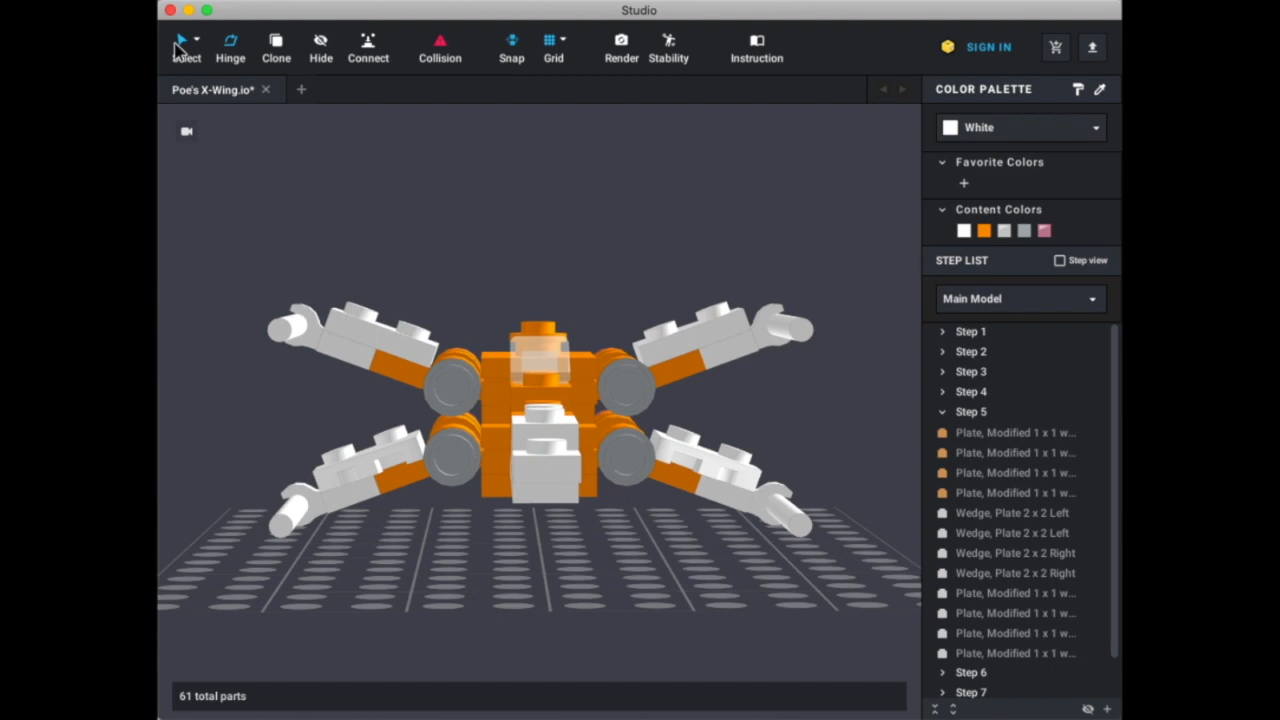 Studio
Select
Hinge
Clone
Hide
Connect
Collision
Snap
Grid
Render
Stability
Instruction
SIGN IN
Poe's X-Wing.io*
COLOR PALETTE
White
Favorite Colors
Content Colors
STEP LIST
Step view
Main Model
Step 1
Step 2
Step 3
Step 4
Step 5
Plate, Modified 1 x 1 w...
Plate, Modified 1 x 1 w...
Plate, Modified 1 x 1 w...
Plate, Modified 1 x 1 w...
Wedge, Plate 2 x 2 Left
Wedge, Plate 2 x 2 Left
Wedge, Plate 2 x 2 Right
Wedge, Plate 2 x 2 Right
Plate, Modified 1 x 1 w...
Plate, Modified 1 x 1 w...
Plate, Modified 1 x 1 w...
Plate, Modified 1 x 1 w...
Step 6
Step 7
61 total parts